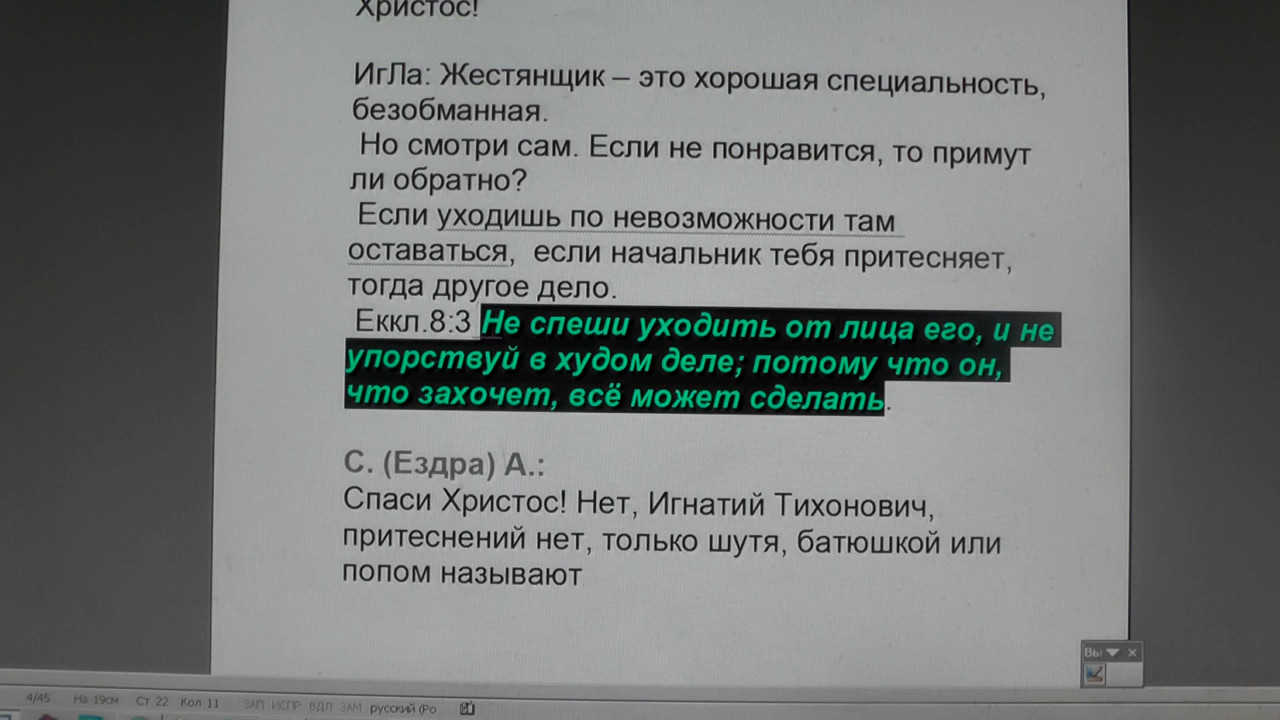 Христос!
ИгЛа: Жестянщик – это хорошая специальность,
безобманная.
Но смотри сам. Если не понравится, то примут
ли обратно?
Если уходишь по невозможности там
оставаться, если начальник тебя притесняет,
тогда другое дело.
Еккл.8:3 Не спеши уходить от лица его, и не
упорствуй в худом деле; потому что он,
что захочет, всё может сделать.
С. (Ездра) А.:
Спаси Христос! Нет, Игнатий Тихонович,
притеснений нет, только шутя, батюшкой или
попом называют
Вы
4/45 На 19см Ст 22 Кол 11 ЗАП ИСПР ВДЛ ЗАМ русский (Ро